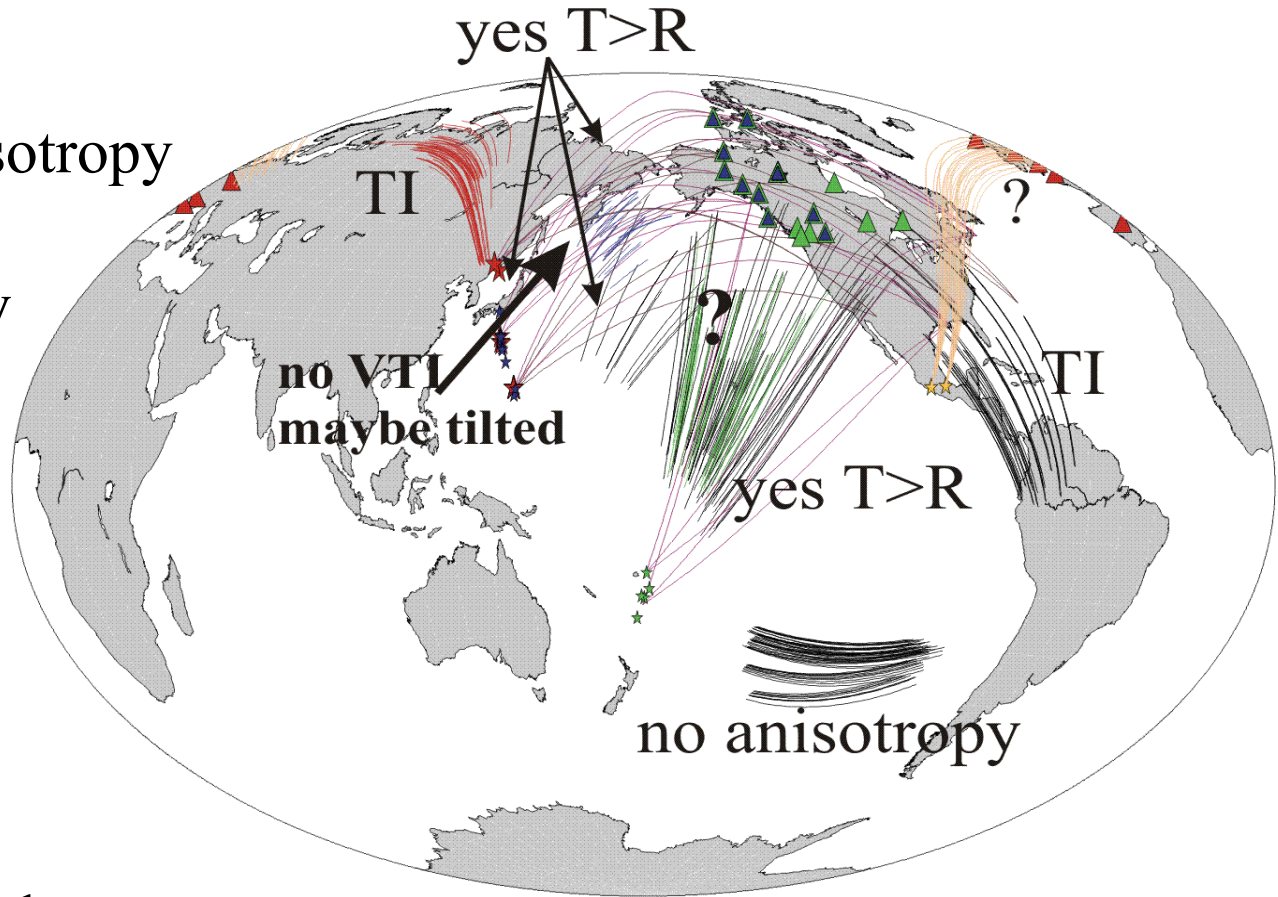 yes T>R
sotropy
TI
?
y
?
TI
no VTI
maybe tilted
yes T>R
no anisotropy